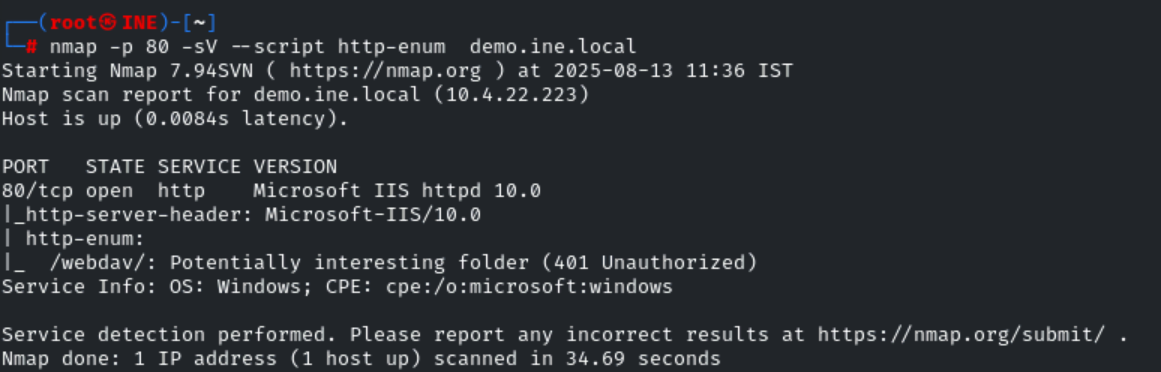 ┌──(root㉿INE)-[~]
└─# nmap -p 80 -sV --script http-enum  demo.ine.local
Starting Nmap 7.94SVN ( https://nmap.org ) at 2025-08-13 11:36 IST
Nmap scan report for demo.ine.local (10.4.22.223)
Host is up (0.0084s latency).

PORT   STATE SERVICE VERSION
80/tcp open  http    Microsoft IIS httpd 10.0
|_http-server-header: Microsoft-IIS/10.0
| http-enum:
|_  /webdav/: Potentially interesting folder (401 Unauthorized)
Service Info: OS: Windows; CPE: cpe:/o:microsoft:windows

Service detection performed. Please report any incorrect results at https://nmap.org/submit/ .
Nmap done: 1 IP address (1 host up) scanned in 34.69 seconds